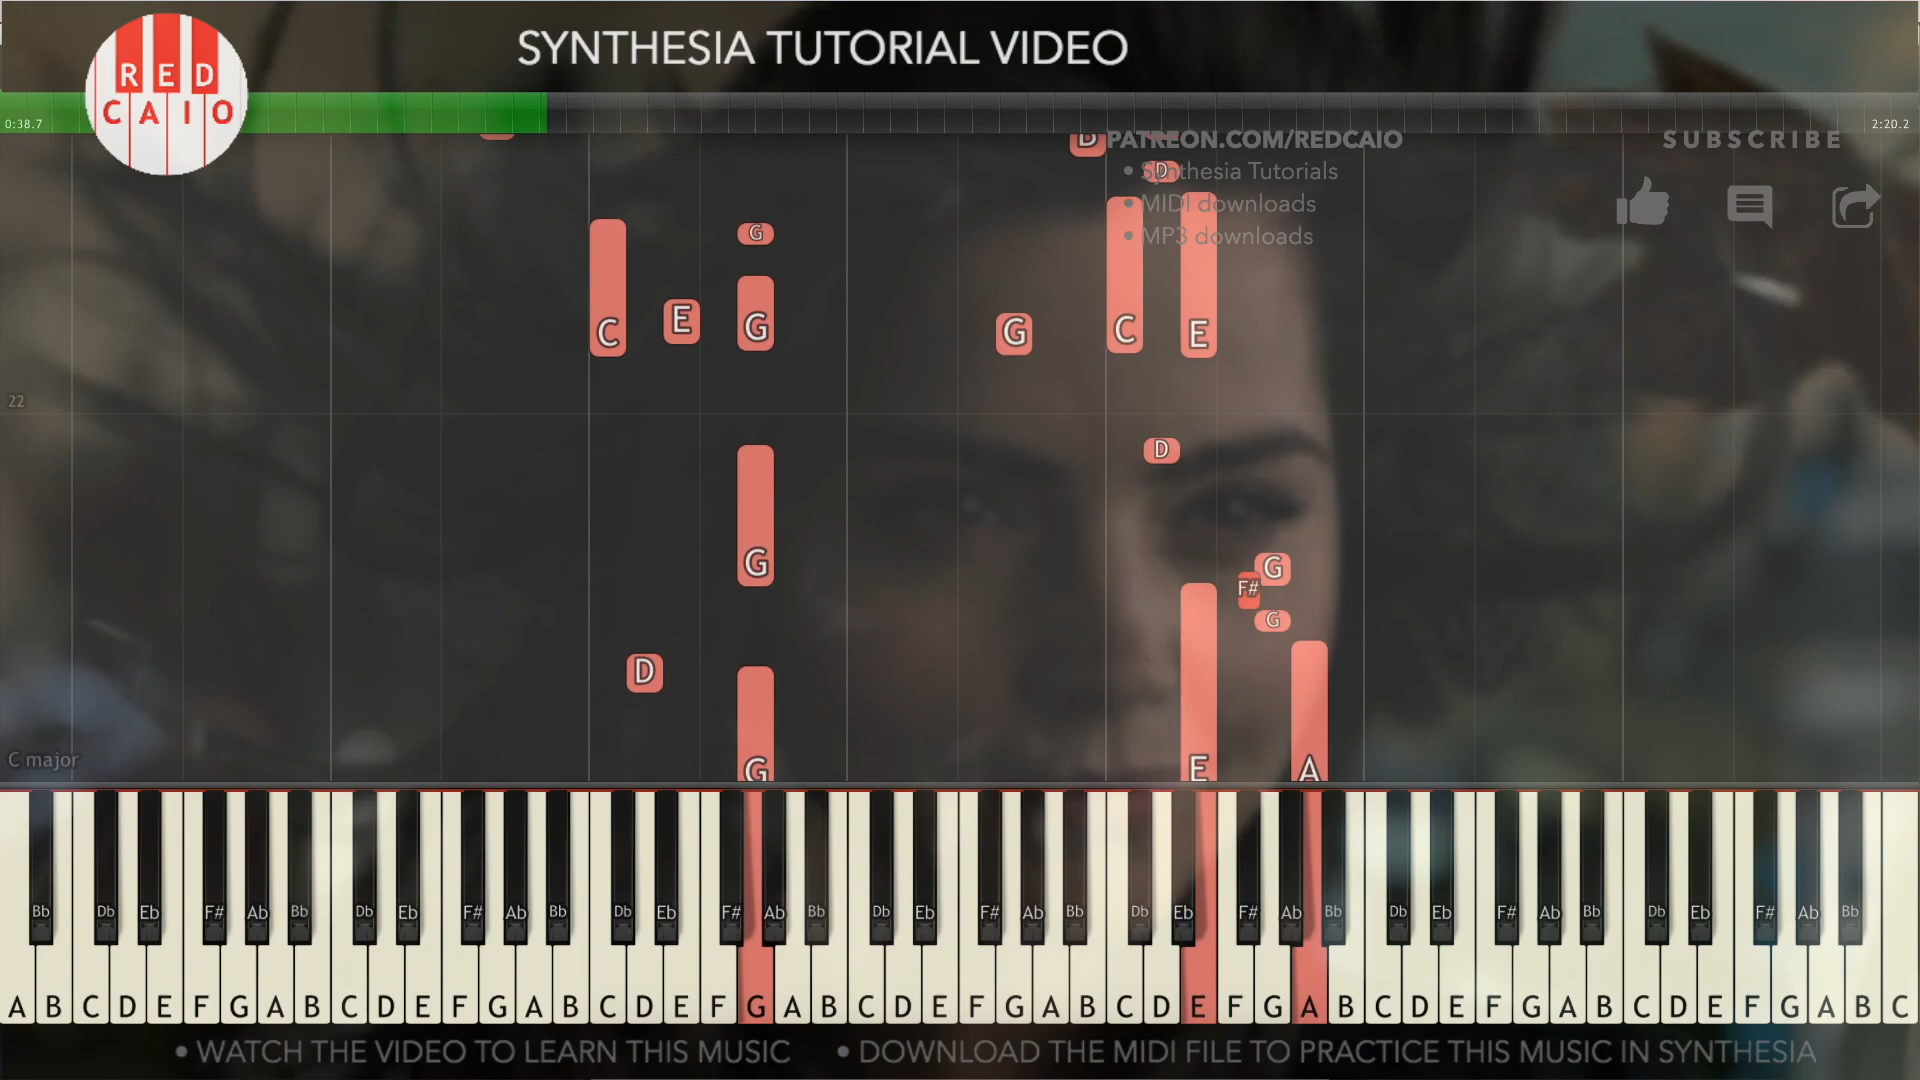 SYNTHESIA TUTORIAL VIDEO
RED
CAIO
0:38.7
2:20.2
PATREON.COM/REDCAIO
• Synthesia Tutorials
• MIDI downloads
• MP3 downloads
SUBSCRIBE
D
D
G
C E G G C E
22
D
G
G
F#
G
D
G E A
C major
Bb Db Eb F# Ab Bb Db Eb F# Ab Bb Db Eb F# Ab Bb Db Eb F# Ab Bb Db Eb F# Ab Bb Db Eb F# Ab Bb Db Eb F# Ab Bb
A B C D E F G A B C D E F G A B C D E F G A B C D E F G A B C D E F G A B C D E F G A B C D E F G A B C
• WATCH THE VIDEO TO LEARN THIS MUSIC • DOWNLOAD THE MIDI FILE TO PRACTICE THIS MUSIC IN SYNTHESIA